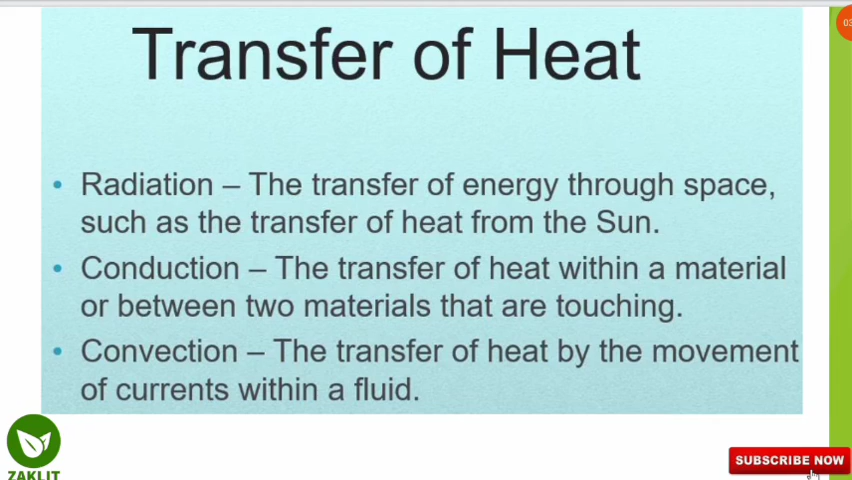 Transfer of Heat
03
• Radiation – The transfer of energy through space,
such as the transfer of heat from the Sun.
• Conduction – The transfer of heat within a material
or between two materials that are touching.
• Convection – The transfer of heat by the movement
of currents within a fluid.
ZAKLIT
SUBSCRIBE NOW